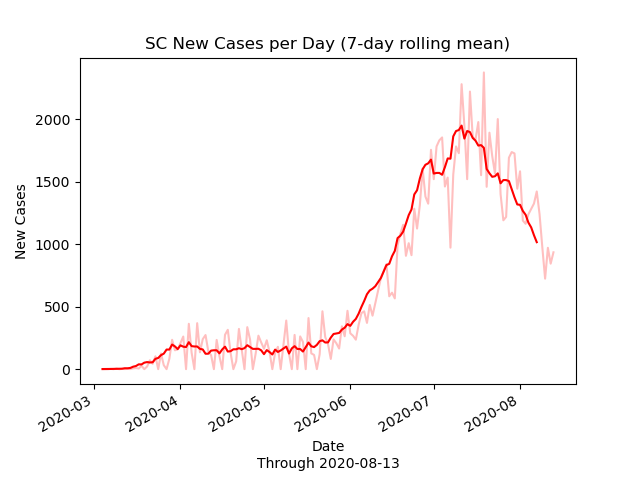 SC New Cases per Day (7-day rolling mean)
New Cases
2000
1500
1000
500
0
2020-03
2020-04
2020-05
2020-06
2020-07
2020-08
Date
Through 2020-08-13